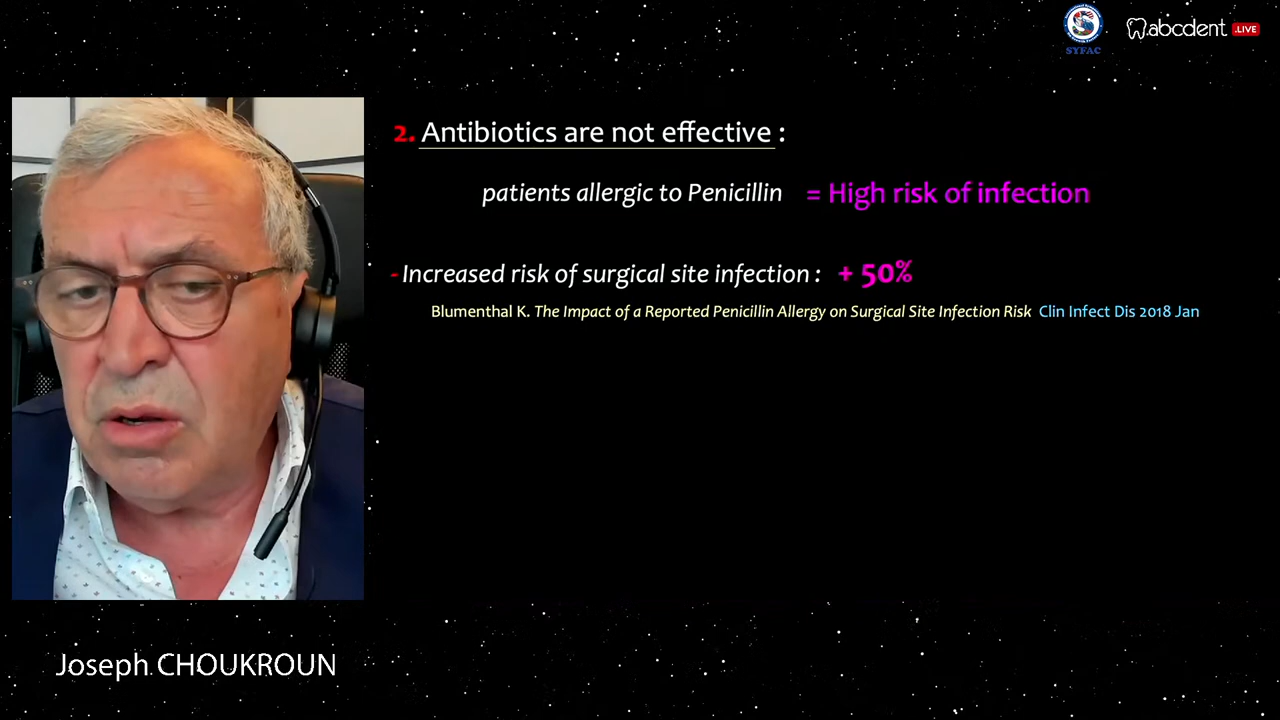 SYFAC
abcdent .LIVE
2. Antibiotics are not effective :
patients allergic to Penicillin = High risk of infection
- Increased risk of surgical site infection : + 50%
Blumenthal K. The Impact of a Reported Penicillin Allergy on Surgical Site Infection Risk Clin Infect Dis 2018 Jan
Joseph CHOUKROUN